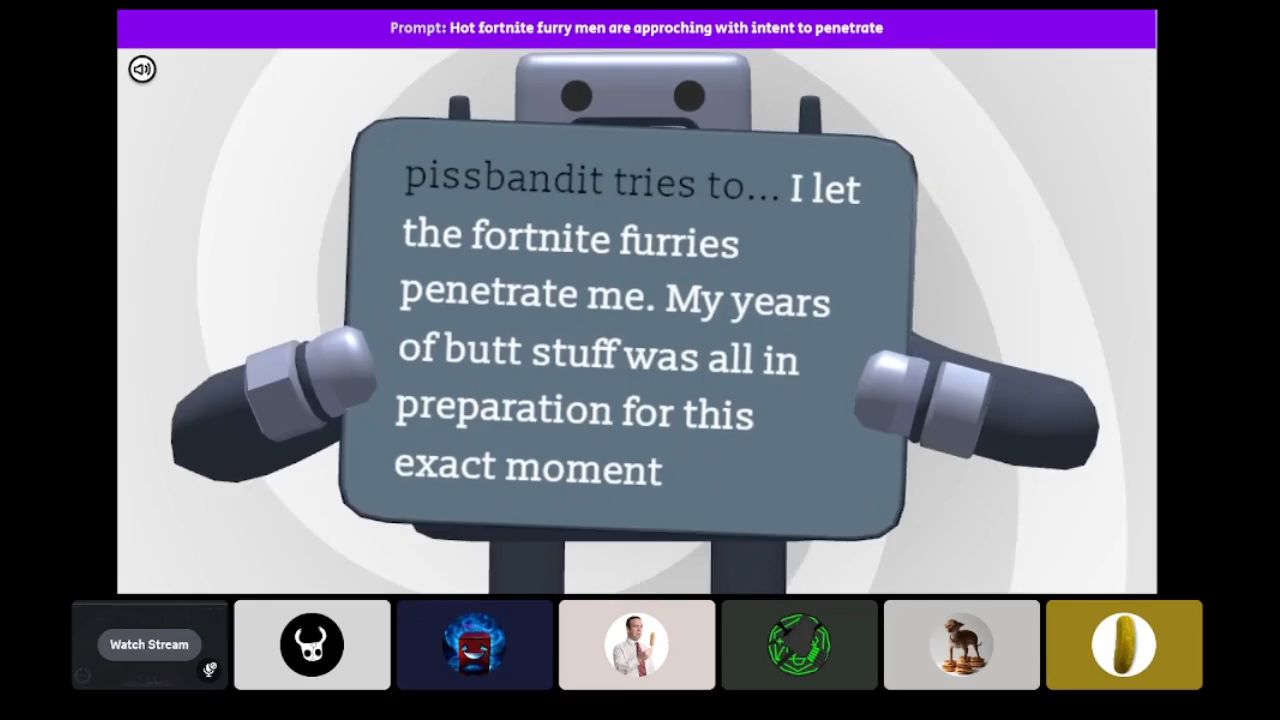 Prompt: Hot fortnite furry men are approching with intent to penetrate
pissbandit tries to... I let
the fortnite furries
penetrate me. My years
of butt stuff was all in
preparation for this
exact moment
Watch Stream